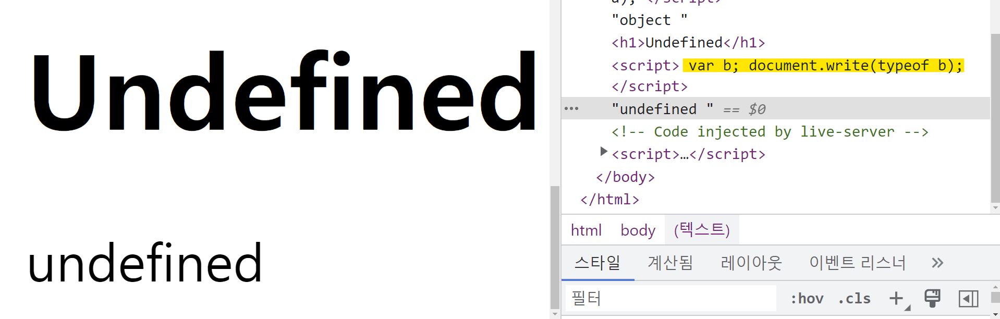 Undefined
undefined
a); </script>
"object "
<h1>Undefined</h1>
<script> var b; document.write(typeof b);
</script>
"undefined " == $0
<!-- Code injected by live-server -->
<script>…</script>
</body>
</html>
html body (텍스트)
스타일 계산됨 레이아웃 이벤트 리스너 »
필터 :hov .cls +